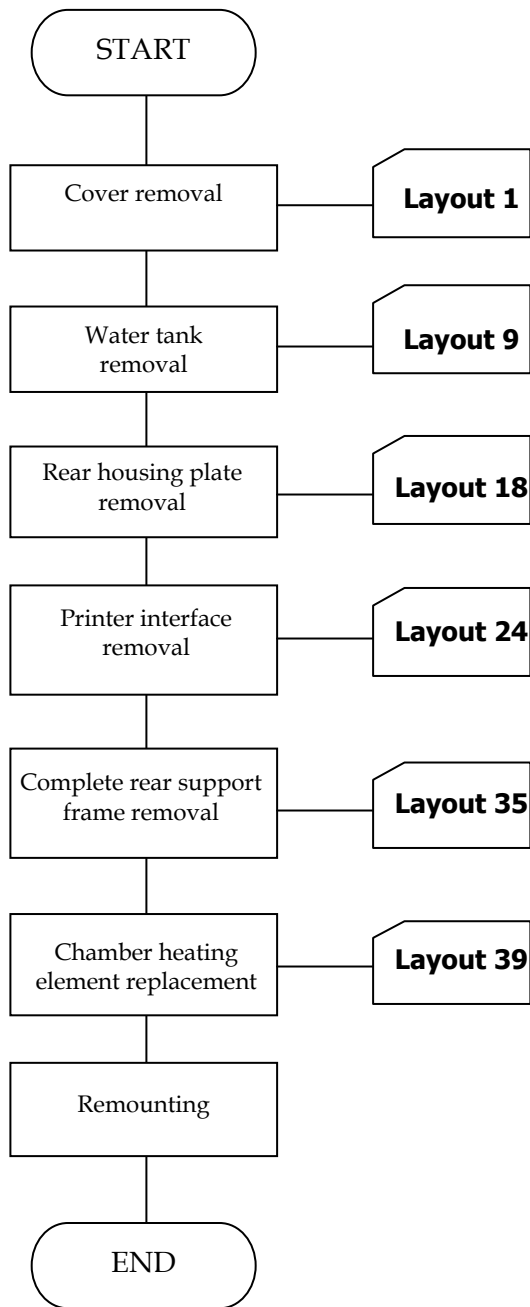 START
Cover removal
Layout 1
Water tank
removal
Layout 9
Rear housing plate
removal
Layout 18
Printer interface
removal
Layout 24
Complete rear support
frame removal
Layout 35
Chamber heating
element replacement
Layout 39
Remounting
END